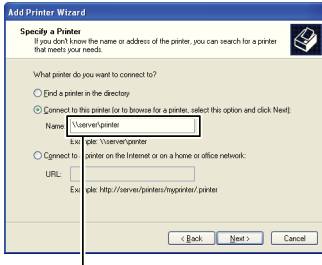 Add Printer Wizard
Specify a Printer
If you don't know the name or address of the printer, you can search for a printer
that meets your needs.
What printer do you want to connect to?
Find a printer in the directory
Connect to this printer (or to browse for a printer, select this option and click Next):
Name: \\server\printer
Example: \\server\printer
Connect to a printer on the Internet or on a home or office network:
URL:
Example: http://server/printers/myprinter/.printer
< Back Next > Cancel